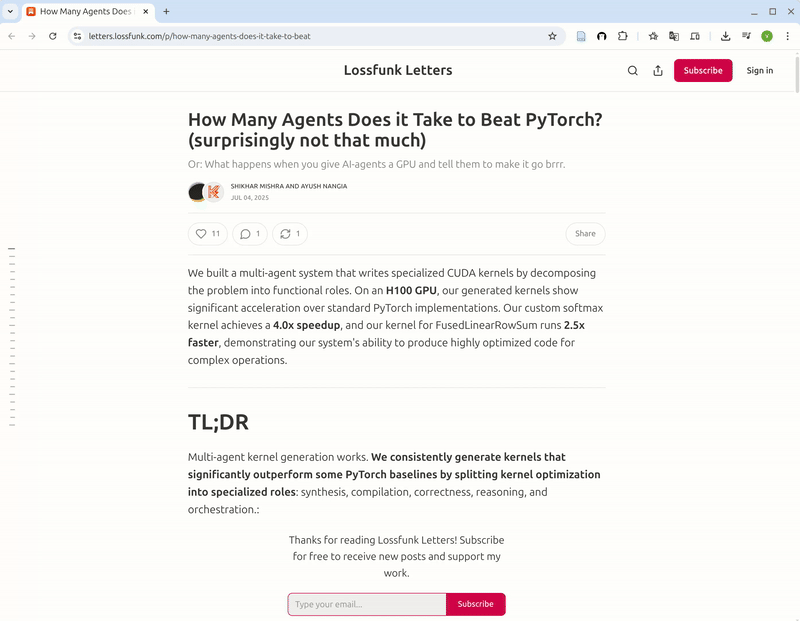 How Many Agents Does
letters.lossfunk.com/p/how-many-agents-does-it-take-to-beat
Lossfunk Letters
Subscribe
Sign in
How Many Agents Does it Take to Beat PyTorch?
(surprisingly not that much)
Or: What happens when you give AI-agents a GPU and tell them to make it go brrr.
SHIKHAR MISHRA AND AYUSH NANGIA
JUL 04, 2025
11
1
1
Share
We built a multi-agent system that writes specialized CUDA kernels by decomposing
the problem into functional roles. On an H100 GPU, our generated kernels show
significant acceleration over standard PyTorch implementations. Our custom softmax
kernel achieves a 4.0x speedup, and our kernel for FusedLinearRowSum runs 2.5x
faster, demonstrating our system's ability to produce highly optimized code for
complex operations.
TL;DR
Multi-agent kernel generation works. We consistently generate kernels that
significantly outperform some PyTorch baselines by splitting kernel optimization
into specialized roles: synthesis, compilation, correctness, reasoning, and
orchestration.:
Thanks for reading Lossfunk Letters! Subscribe
for free to receive new posts and support my
work.
Type your email...
Subscribe